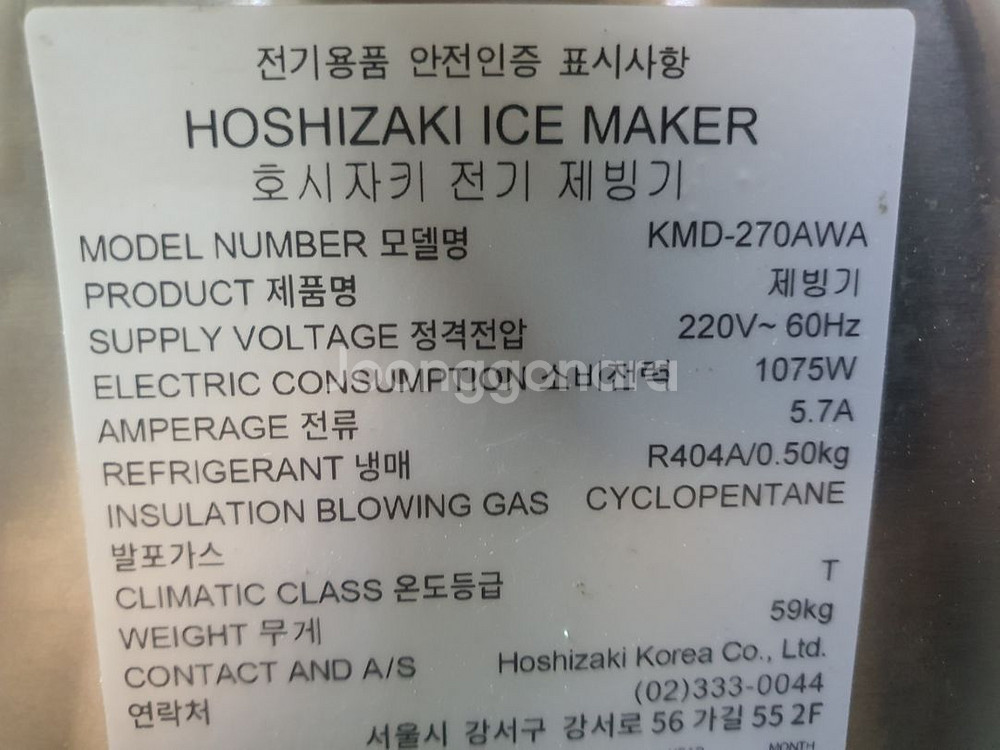 전기용품 안전인증 표시사항
HOSHIZAKI ICE MAKER
호시자키 전기 제빙기
MODEL NUMBER 모델명 KMD-270AWA
PRODUCT 제품명 제빙기
SUPPLY VOLTAGE 정격전압 220V~ 60Hz
ELECTRIC CONSUMPTION 소비전력 1075W
AMPERAGE 전류 5.7A
REFRIGERANT 냉매 R404A/0.50kg
INSULATION BLOWING GAS CYCLOPENTANE
발포가스
CLIMATIC CLASS 온도등급 T
WEIGHT 무게 59kg
CONTACT AND A/S Hoshizaki Korea Co., Ltd.
연락처 (02)333-0044
서울시 강서구 강서로 56 가길 55 2F
MONTH